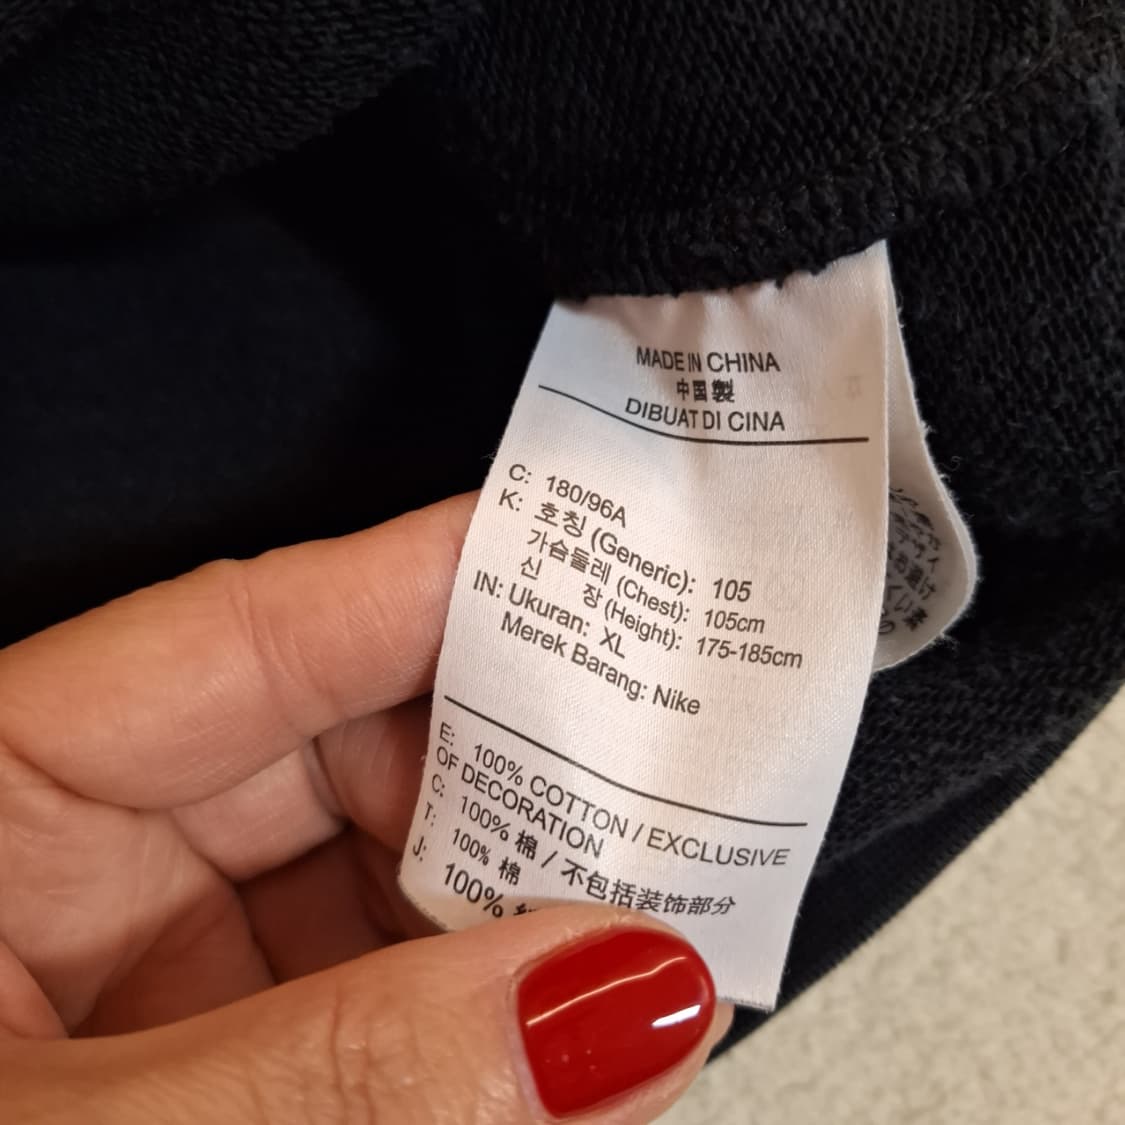 MADE IN CHINA
中国製
DIBUAT DI CINA
C: 180/96A
K: 호칭 (Generic): 105
가슴둘레 (Chest): 105cm
신 장 (Height): 175-185cm
IN: Ukuran: XL
Merek Barang: Nike
E: 100% COTTON / EXCLUSIVE
OF DECORATION
C: 100% 棉 / 不包括装饰部分
T: 100% 棉
J: 100%